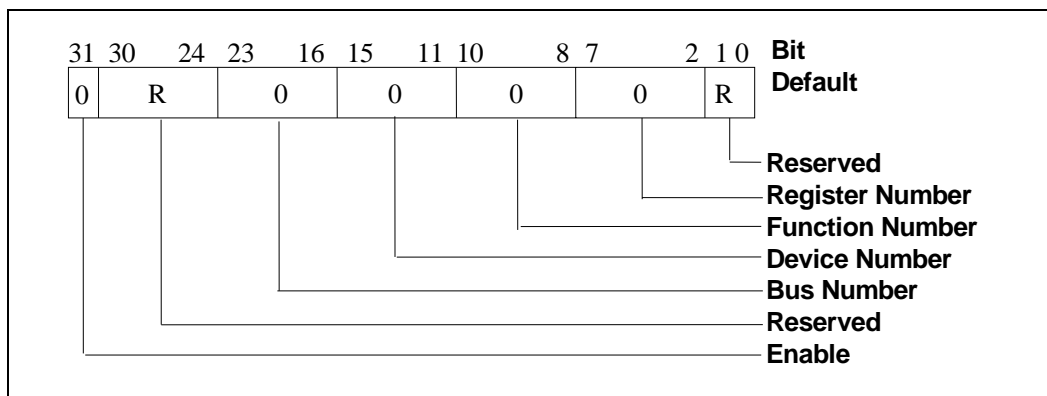 31 30 24 23 16 15 11 10 8 7 2 1 0 Bit
Default
0 R 0 0 0 0 R
Reserved
Register Number
Function Number
Device Number
Bus Number
Reserved
Enable